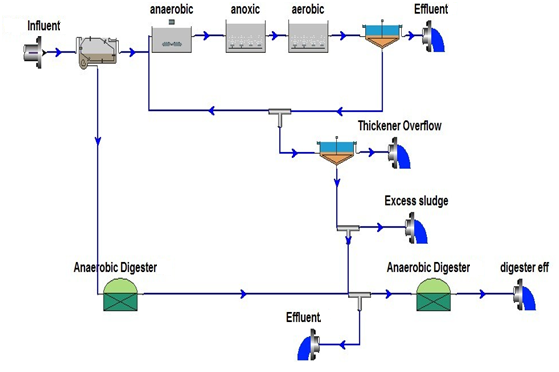 Influent
anaerobic
anoxic
aerobic
Effluent
Thickener Overflow
Excess sludge
Anaerobic Digester
Anaerobic Digester
digester eff
Effluent.